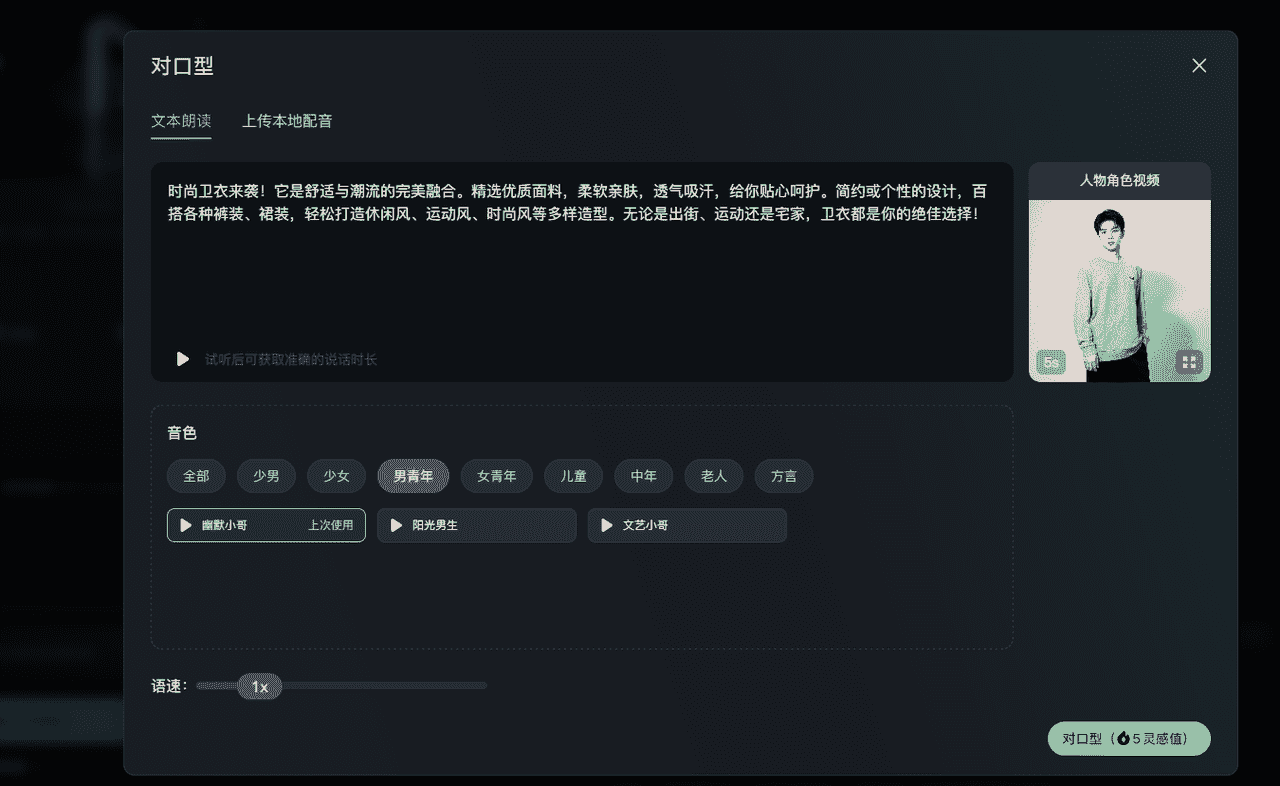 对口型
文本朗读
上传本地配音
时尚卫衣来袭！它是舒适与潮流的完美融合。精选优质面料，柔软亲肤，透气吸汗，给你贴心呵护。简约或个性的设计，百
搭各种裤装、裙装，轻松打造休闲风、运动风、时尚风等多样造型。无论是出街、运动还是宅家，卫衣都是你的绝佳选择！
试听后可获取准确的说话时长
人物角色视频
5s
音色
全部
少男
少女
男青年
女青年
儿童
中年
老人
方言
幽默小哥
上次使用
阳光男生
文艺小哥
语速：
1x
对口型（5 灵感值）